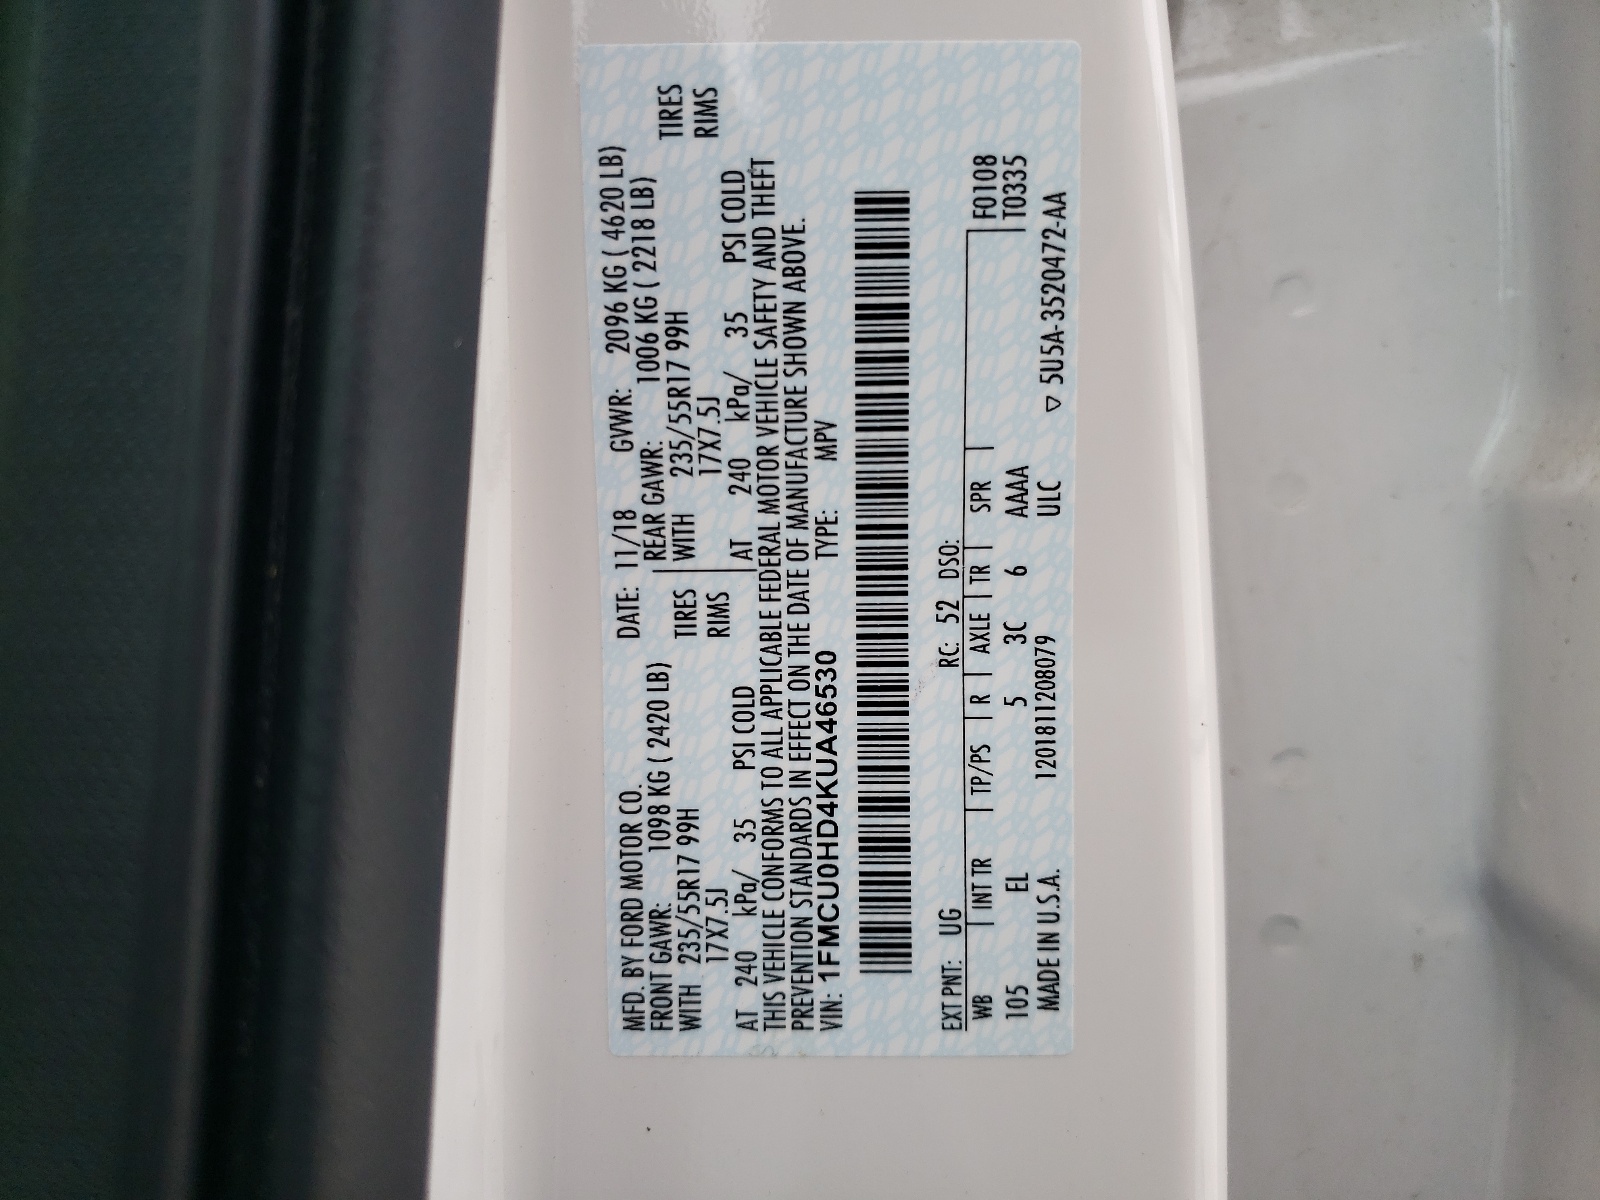 MFD. BY FORD MOTOR CO. DATE: 11/18 GVWR: 2096 KG ( 4620 LB)
FRONT GAWR: 1098 KG ( 2420 LB) REAR GAWR: 1006 KG ( 2218 LB)
WITH 235/55R17 99H TIRES WITH 235/55R17 99H TIRES
17X7.5J RIMS 17X7.5J RIMS
AT 240 kPa/ 35 PSI COLD AT 240 kPa/ 35 PSI COLD
THIS VEHICLE CONFORMS TO ALL APPLICABLE FEDERAL MOTOR VEHICLE SAFETY AND THEFT
PREVENTION STANDARDS IN EFFECT ON THE DATE OF MANUFACTURE SHOWN ABOVE.
VIN: 1FMCU0HD4KUA46530 TYPE: MPV
EXT PNT: UG RC: 52 DSO:
WB INT TR TP/PS R AXLE TR SPR F0108
105 EL 5 3C 6 AAAA T0335
MADE IN U.S.A. 120181120807​9 ULC ▽ 5U5A-3520472-AA